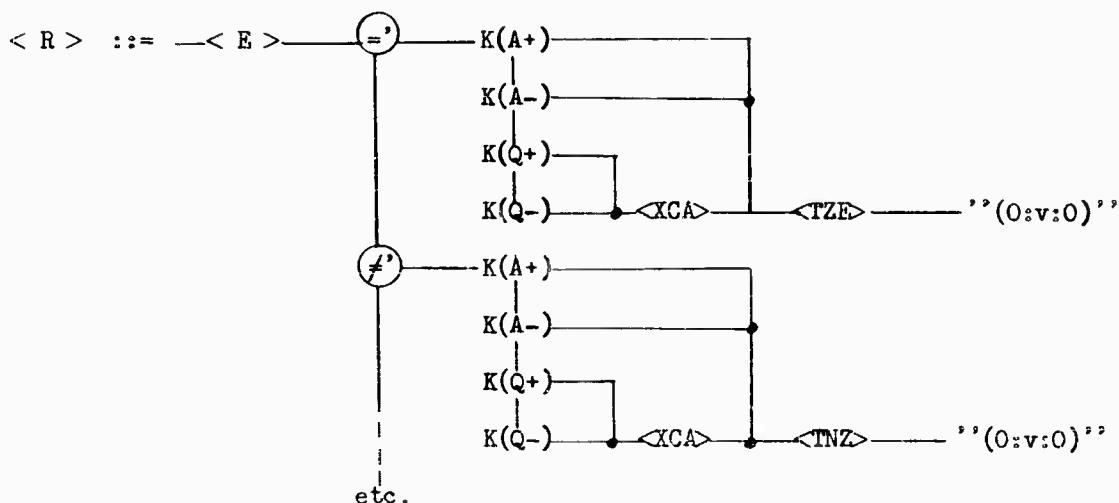 < R > ::= < E > =' K(A+)
K(A-)
K(Q+)
K(Q-) <XCA> <TZE> ''(0:v:0)''
≠' K(A+)
K(A-)
K(Q+)
K(Q-) <XCA> <TNZ> ''(0:v:0)''
etc.